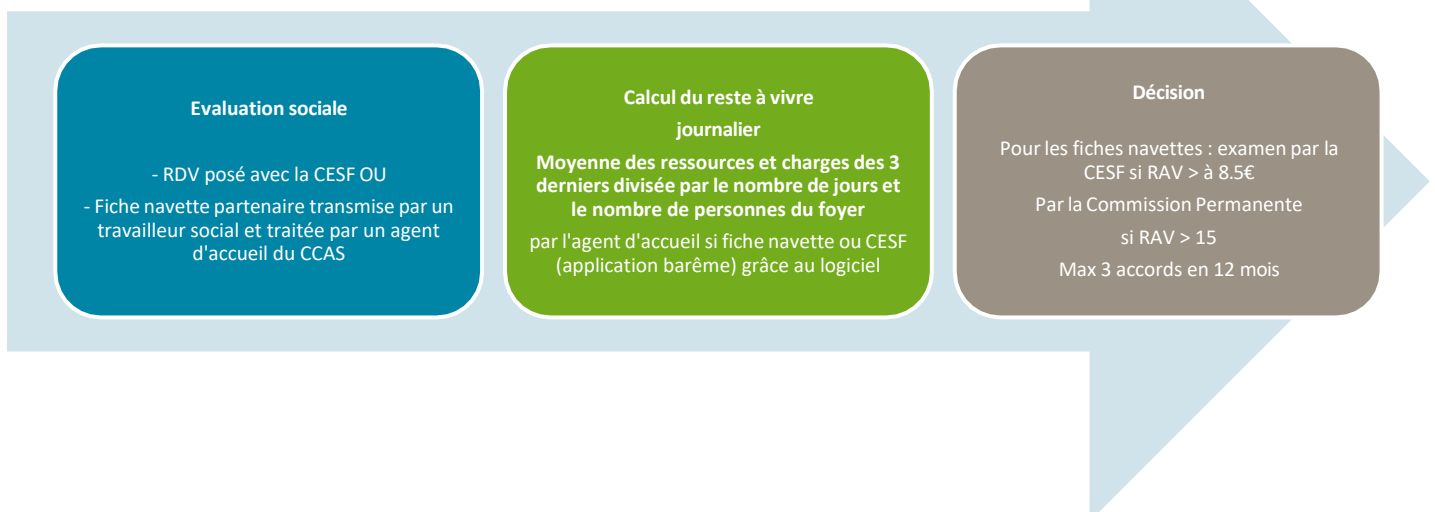 Evaluation sociale
- RDV posé avec la CESF OU
- Fiche navette partenaire transmise par un
travailleur social et traitée par un agent
d'accueil du CCAS
Calcul du reste à vivre
journalier
Moyenne des ressources et charges des 3
derniers divisée par le nombre de jours et
le nombre de personnes du foyer
par l'agent d'accueil si fiche navette ou CESF
(application barême) grâce au logiciel
Décision
Pour les fiches navettes : examen par la
CESF si RAV > à 8.5€
Par la Commission Permanente
si RAV > 15
Max 3 accords en 12 mois